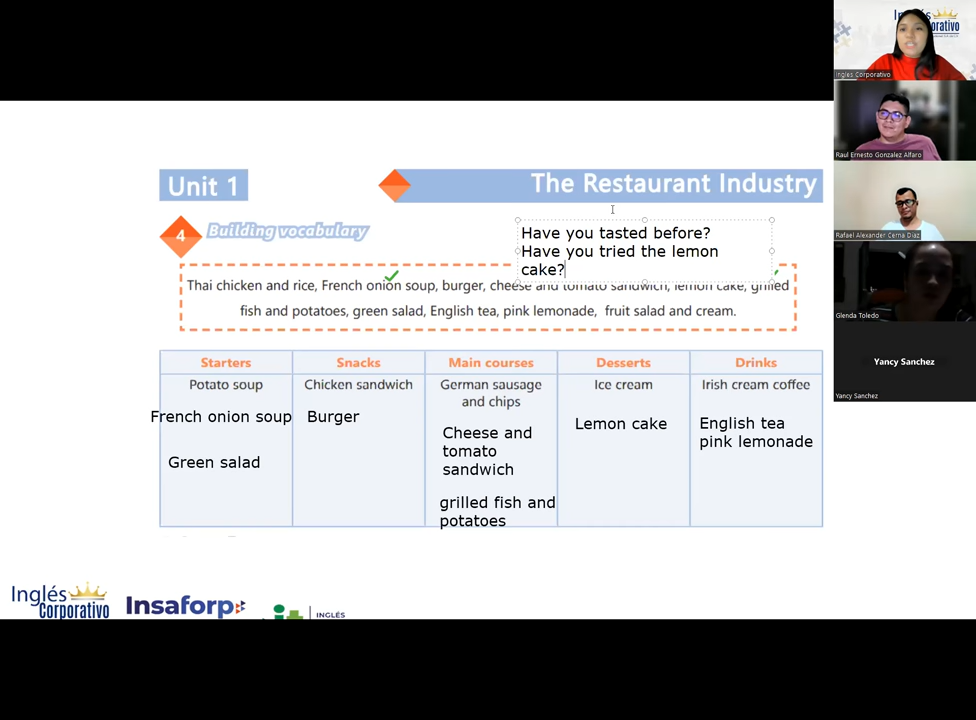 Inglés
Corporativo
Ingles Corporativo
Raul Ernesto Gonzalez Alfaro
Rafael Alexander Cerna Diaz
Glenda Toledo
Yancy Sanchez
Yancy Sanchez
Unit 1
The Restaurant Industry
4
Building vocabulary
Have you tasted before?
Have you tried the lemon
cake?
Thai chicken and rice, French onion soup, burger, cheese and tomato sandwich, lemon cake, grilled
fish and potatoes, green salad, English tea, pink lemonade, fruit salad and cream.
Starters Snacks Main courses Desserts Drinks
Potato soup Chicken sandwich German sausage and chips Ice cream Irish cream coffee
French onion soup Burger Lemon cake English tea
pink lemonade
Green salad
Cheese and
tomato
sandwich
grilled fish and
potatoes
Inglés
Corporativo
Insaforp
INGLÉS